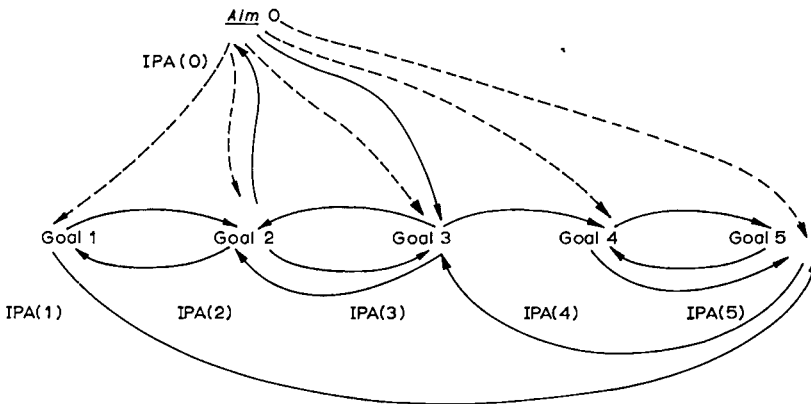 Aim 0
IPA(0)
Goal 1 Goal 2 Goal 3 Goal 4 Goal 5
IPA(1) IPA(2) IPA(3) IPA(4) IPA(5)